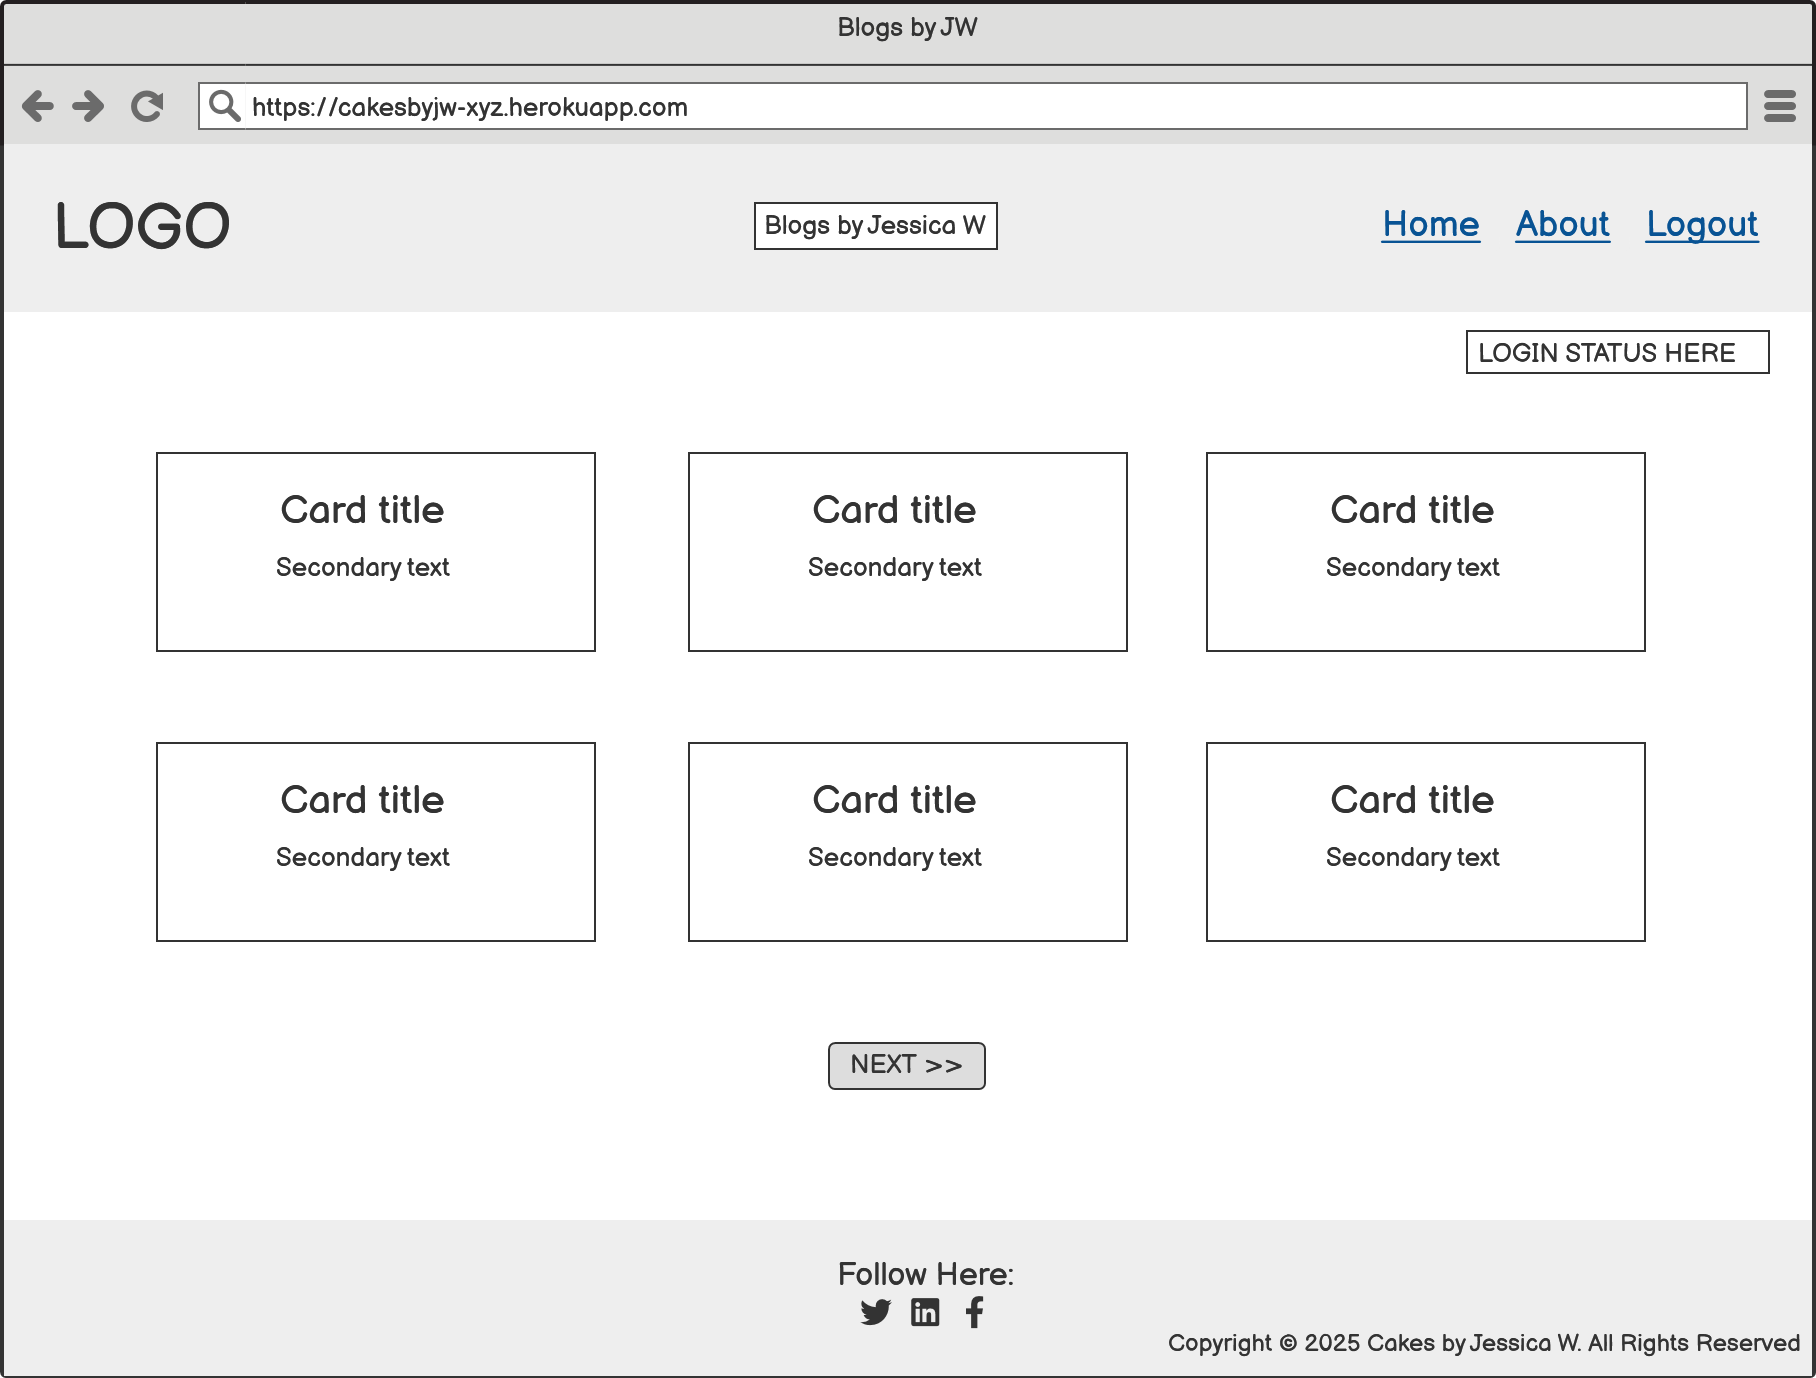 Blogs by JW
https://cakesbyjw-xyz.herokuapp.com
LOGO
Blogs by Jessica W
Home About Logout
LOGIN STATUS HERE
Card title Card title Card title
Secondary text Secondary text Secondary text
Card title Card title Card title
Secondary text Secondary text Secondary text
NEXT >>
Follow Here:
Copyright © 2025 Cakes by Jessica W. All Rights Reserved